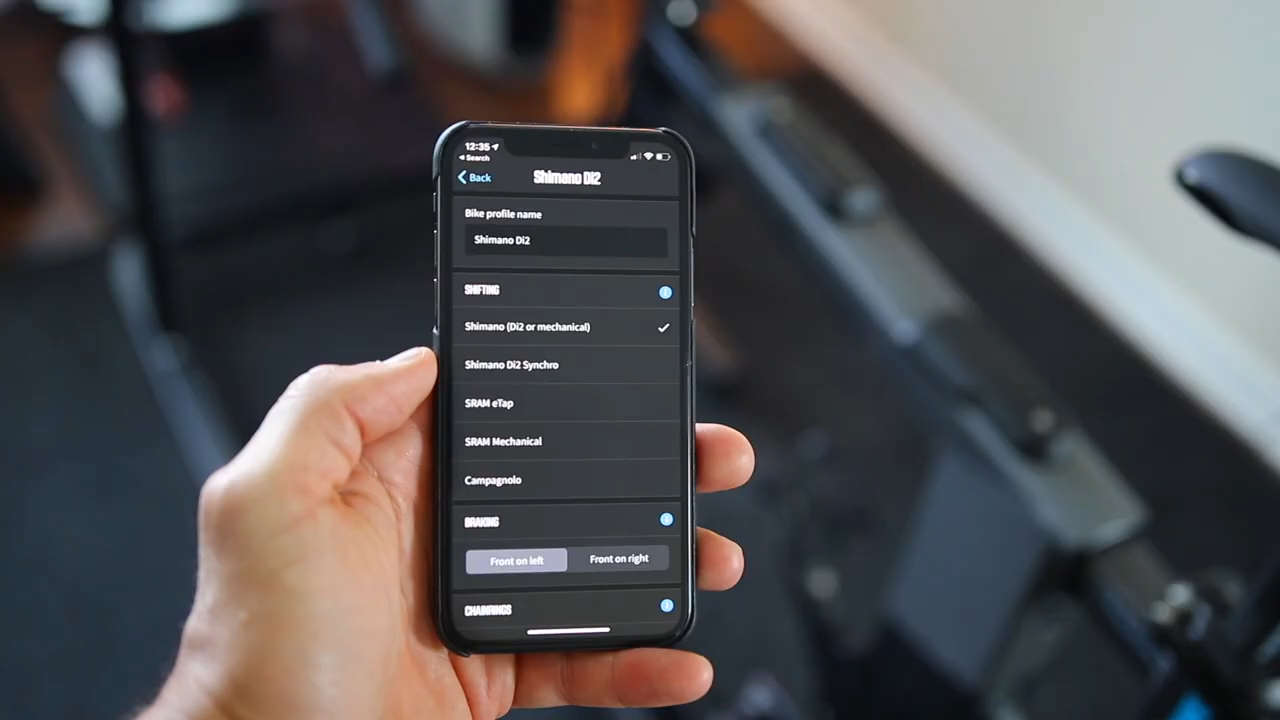 12:35
Search
Back
Shimano Di2
Bike profile name
Shimano Di2
SHIFTING
Shimano (Di2 or mechanical)
Shimano Di2 Synchro
SRAM eTap
SRAM Mechanical
Campagnolo
BRAKING
Front on left
Front on right
CHAINRINGS